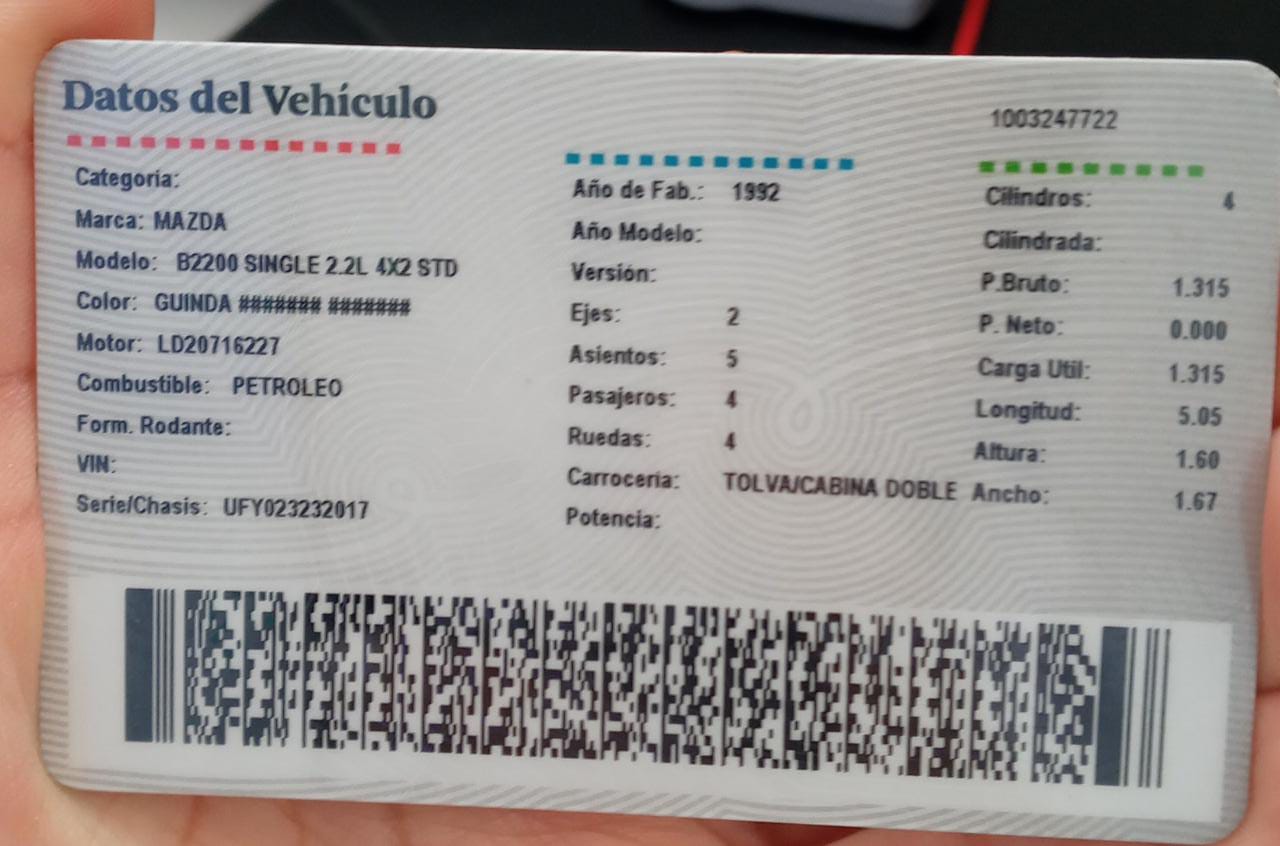 Datos del Vehículo
1003247722
Categoria:
Marca: MAZDA
Modelo: B2200 SINGLE 2.2L 4X2 STD
Color: GUINDA ####### #######
Motor: LD20716227
Combustible: PETROLEO
Form. Rodante:
VIN:
Serie/Chasis: UFY023232017
Año de Fab.: 1992
Año Modelo:
Versión:
Ejes: 2
Asientos: 5
Pasajeros: 4
Ruedas: 4
Carroceria: TOLVA/CABINA DOBLE
Potencia:
Cilindros: 4
Cilindrada:
P.Bruto: 1.315
P. Neto: 0.000
Carga Util: 1.315
Longitud: 5.05
Altura: 1.60
Ancho: 1.67